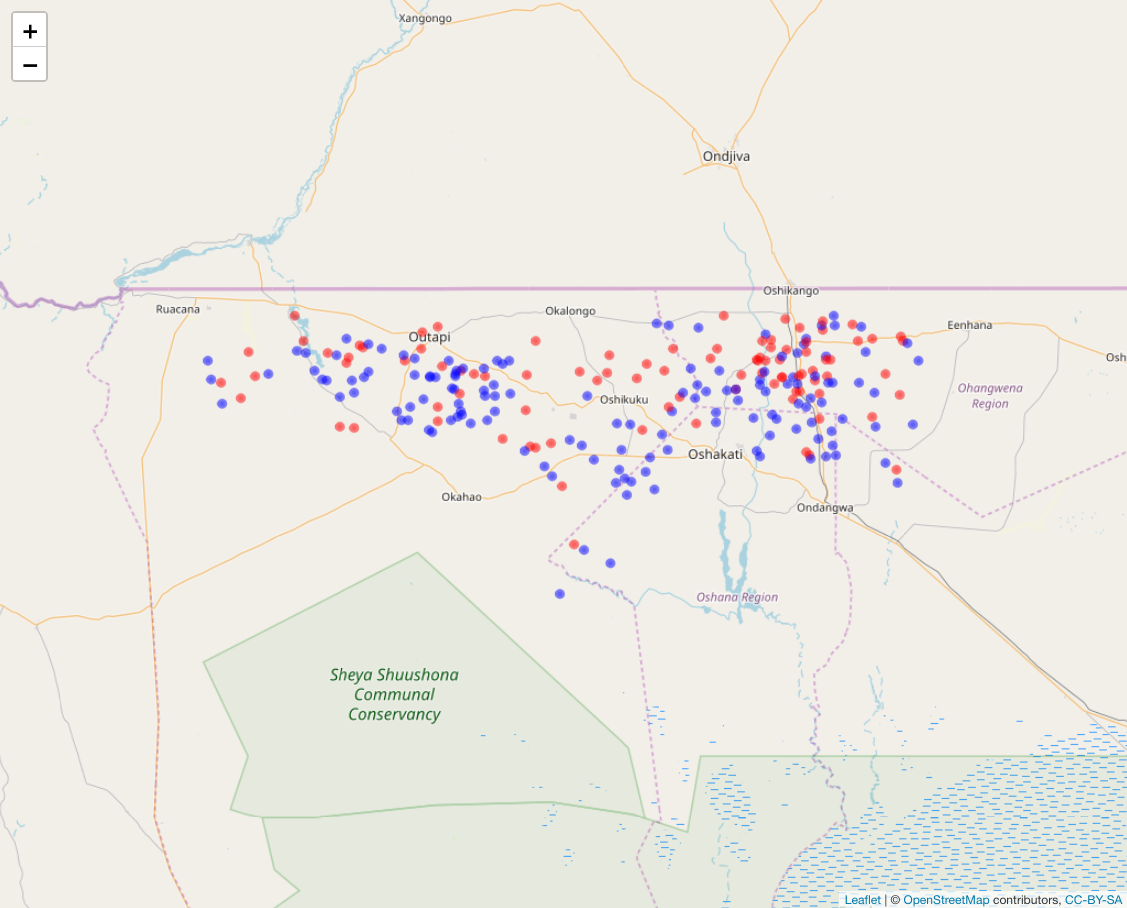 +
−
Xangongo
Ondjiva
Oshikango
Ruacana
Okalongo
Eenhana
Outapi
Osh
Ohangwena
Region
Oshikuku
Oshakati
Okahao
Ondangwa
Oshana Region
Sheya Shuushona
Communal
Conservancy
Leaflet | © OpenStreetMap contributors, CC-BY-SA